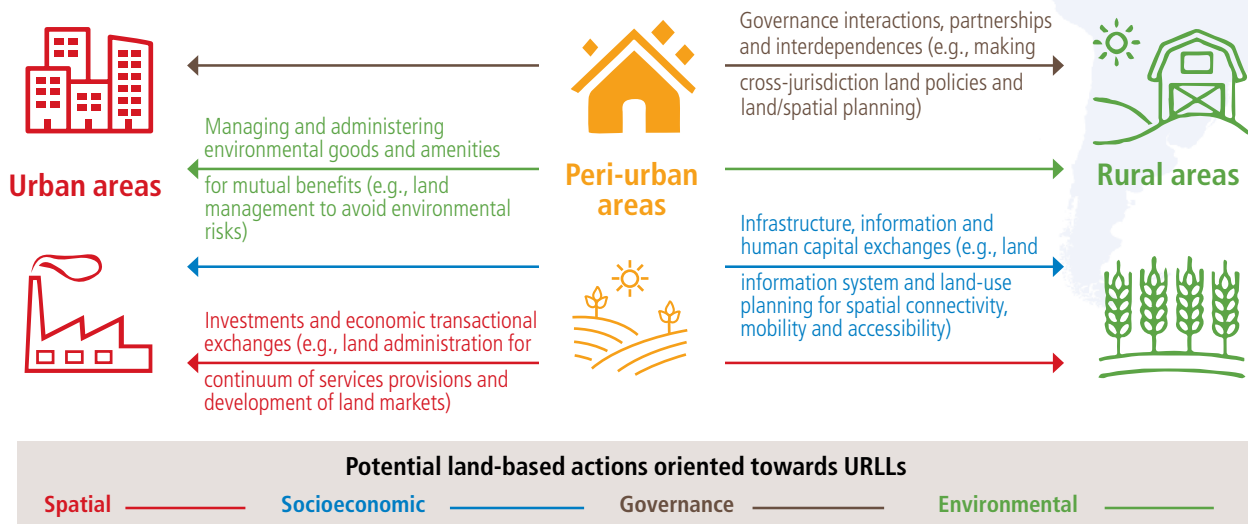 Governance interactions, partnerships
and interdependences (e.g., making
cross-jurisdiction land policies and
land/spatial planning)
Managing and administering
environmental goods and amenities
for mutual benefits (e.g., land
management to avoid environmental
risks)
Urban areas
Peri-urban
areas
Rural areas
Infrastructure, information and
human capital exchanges (e.g., land
information system and land-use
planning for spatial connectivity,
mobility and accessibility)
Investments and economic transactional
exchanges (e.g., land administration for
continuum of services provisions and
development of land markets)
Potential land-based actions oriented towards URLLs
Spatial
Socioeconomic
Governance
Environmental